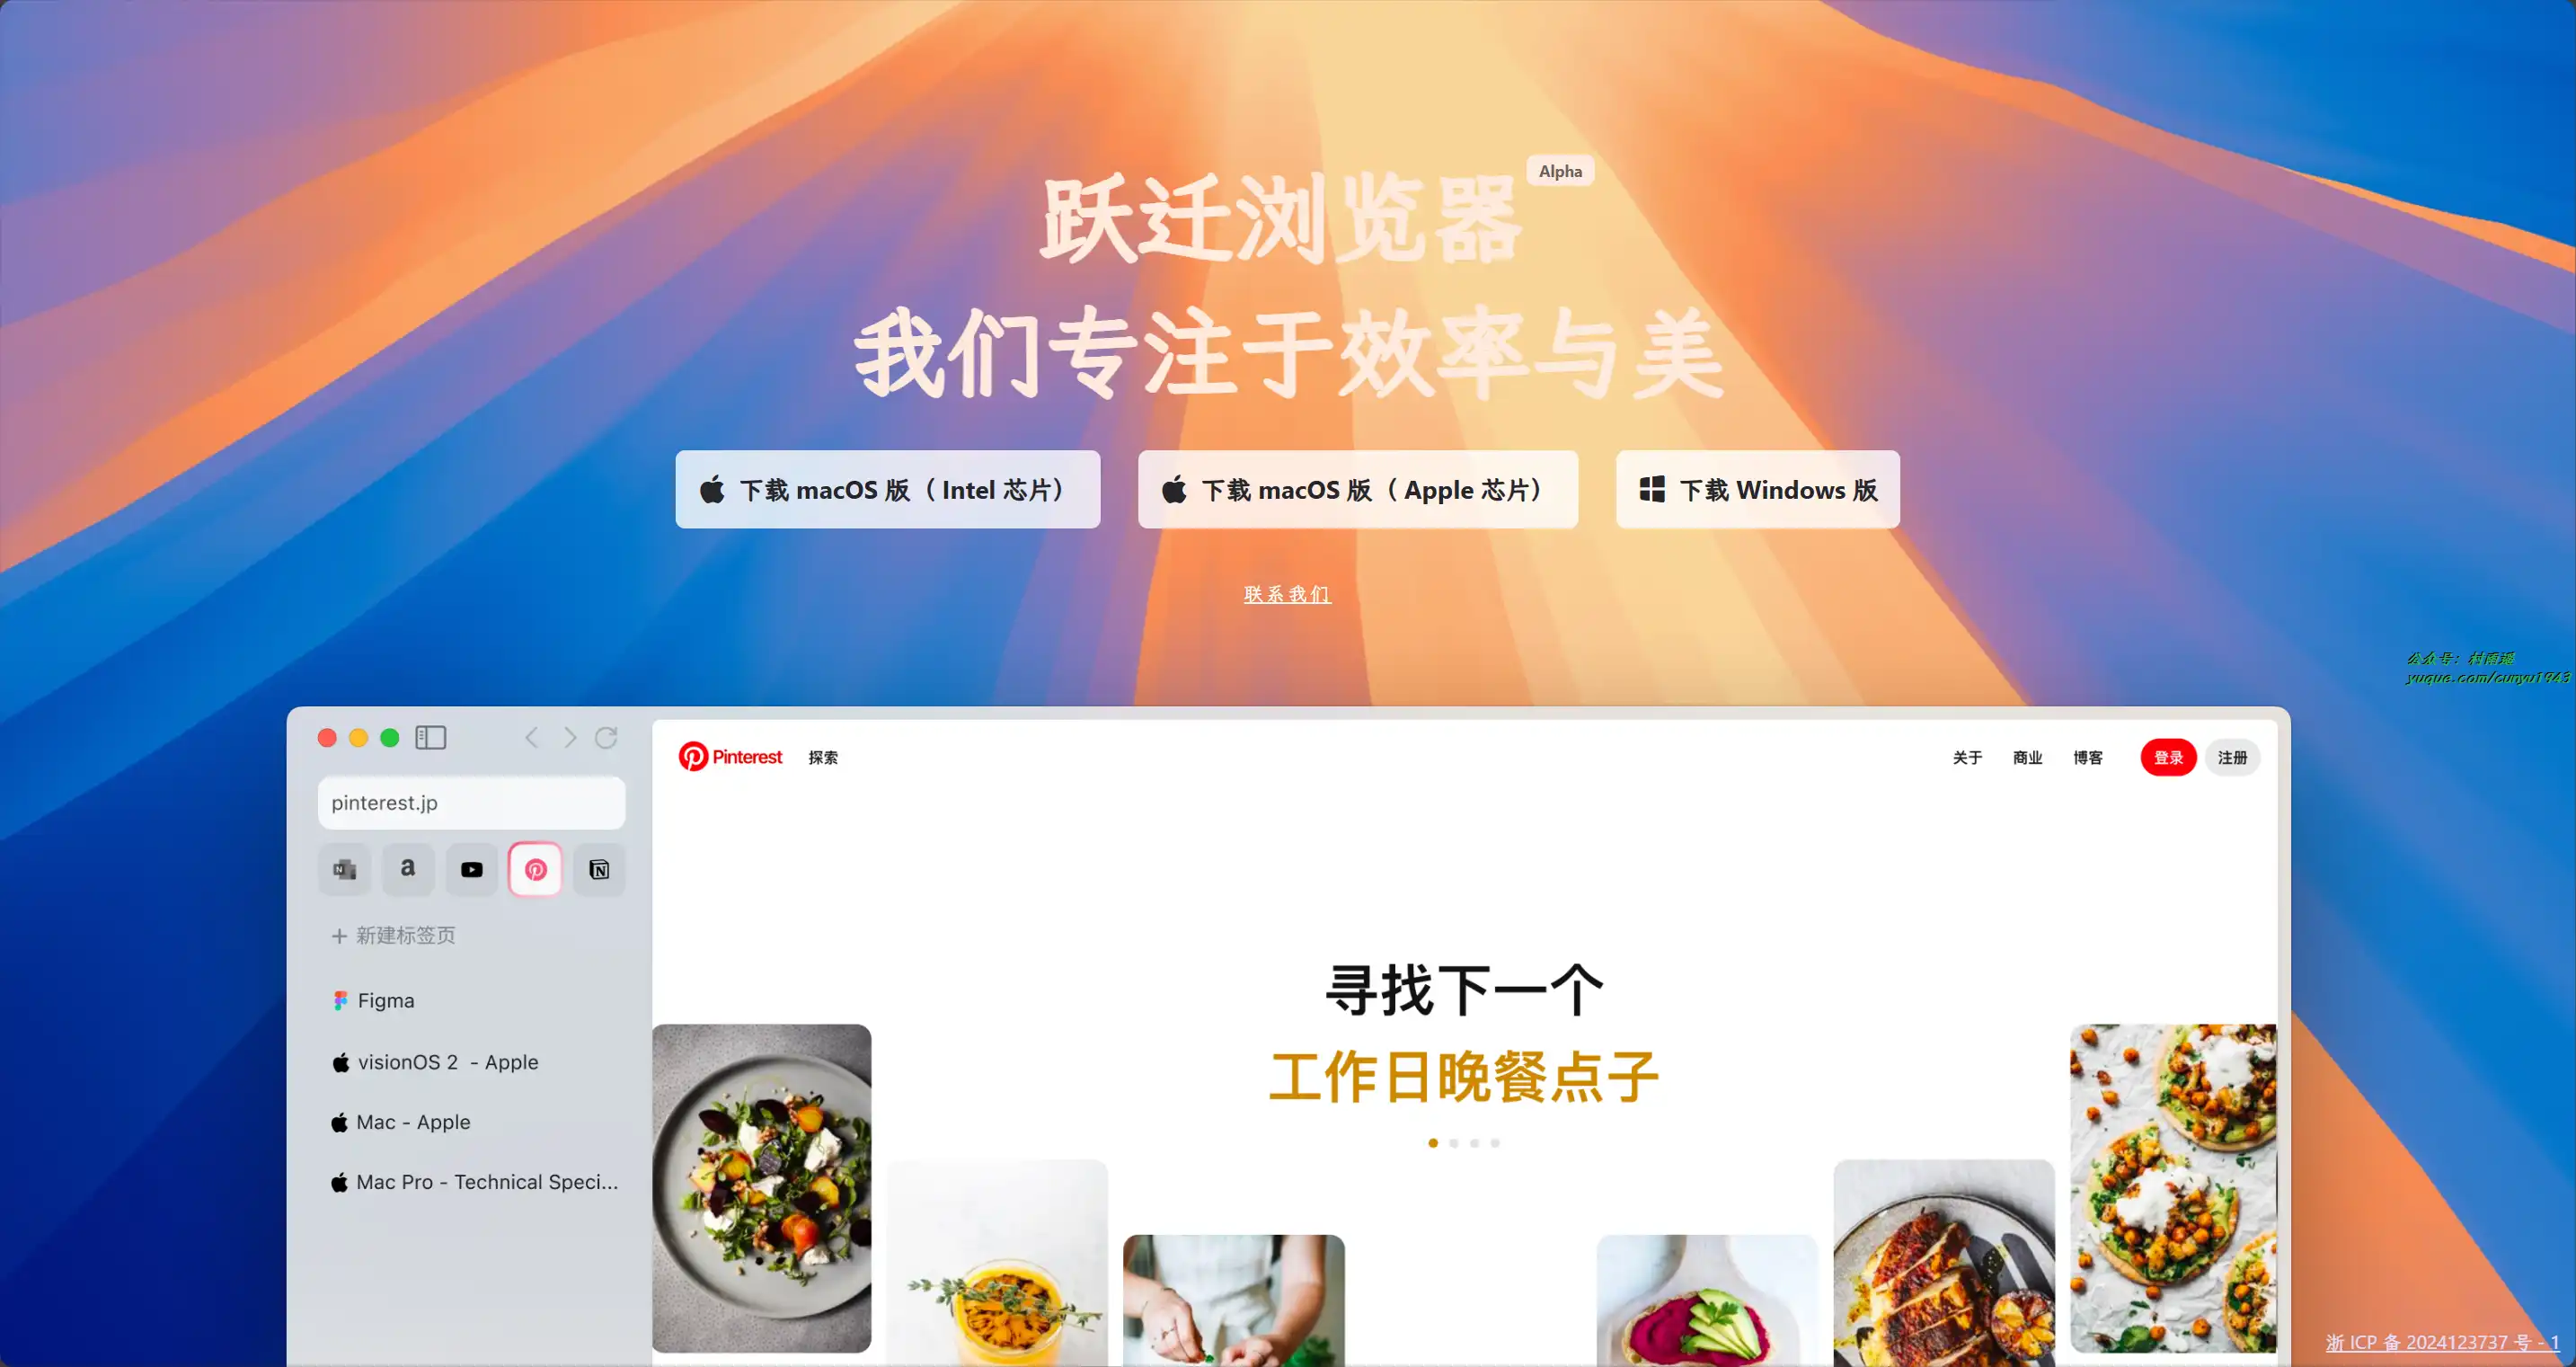 跃迁浏览器
Alpha
我们专注于效率与美
下载 macOS 版（ Intel 芯片）
下载 macOS 版（ Apple 芯片）
下载 Windows 版
联系我们
公众号：村雨遥
yuque.com/cunyu1943
Pinterest
探索
关于
商业
博客
登录
注册
pinterest.jp
新建标签页
Figma
visionOS 2 - Apple
Mac - Apple
Mac Pro - Technical Speci...
寻找下一个
工作日晚餐点子
浙 ICP 备 2024123737 号 - 1